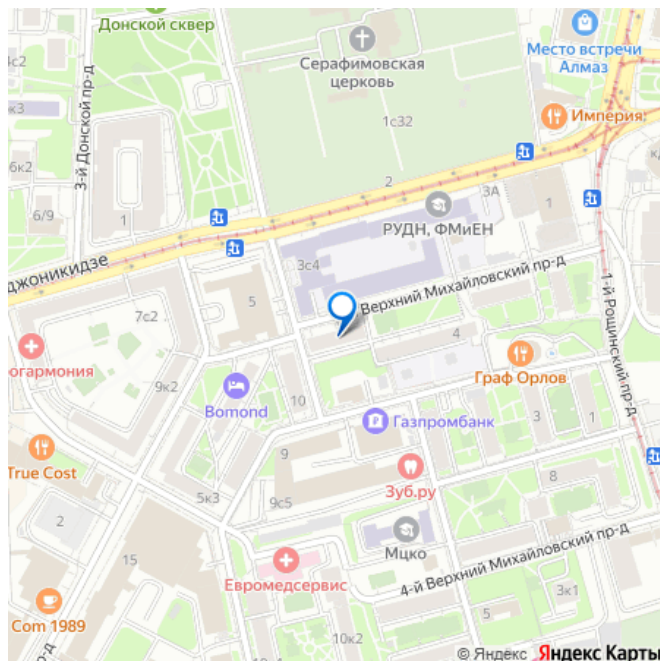 Донской сквер
4с2
3-й Донской пр-д
к3
6к2
6/9
1
Серафимовская
церковь
1с32
Место встречи
Алмаз
Империя:
2
3А
1
РУДН, ФМиЕН
джоникидзе
3с4
5
7с2
Верхний Михайловский пр-д
1-й Рощинский пр-д
4
огармония
9к2
Bomond
10
Граф Орлов
Газпромбанк
3
1
True Cost
9
Зуб.ру
8
5к3
9с5
2
Мцко
15
Евромедсервис
4-й Верхний Михайловский пр-д
3к1
Com 1989
5
10к2
р-д
© Яндекс
Яндекс Карты